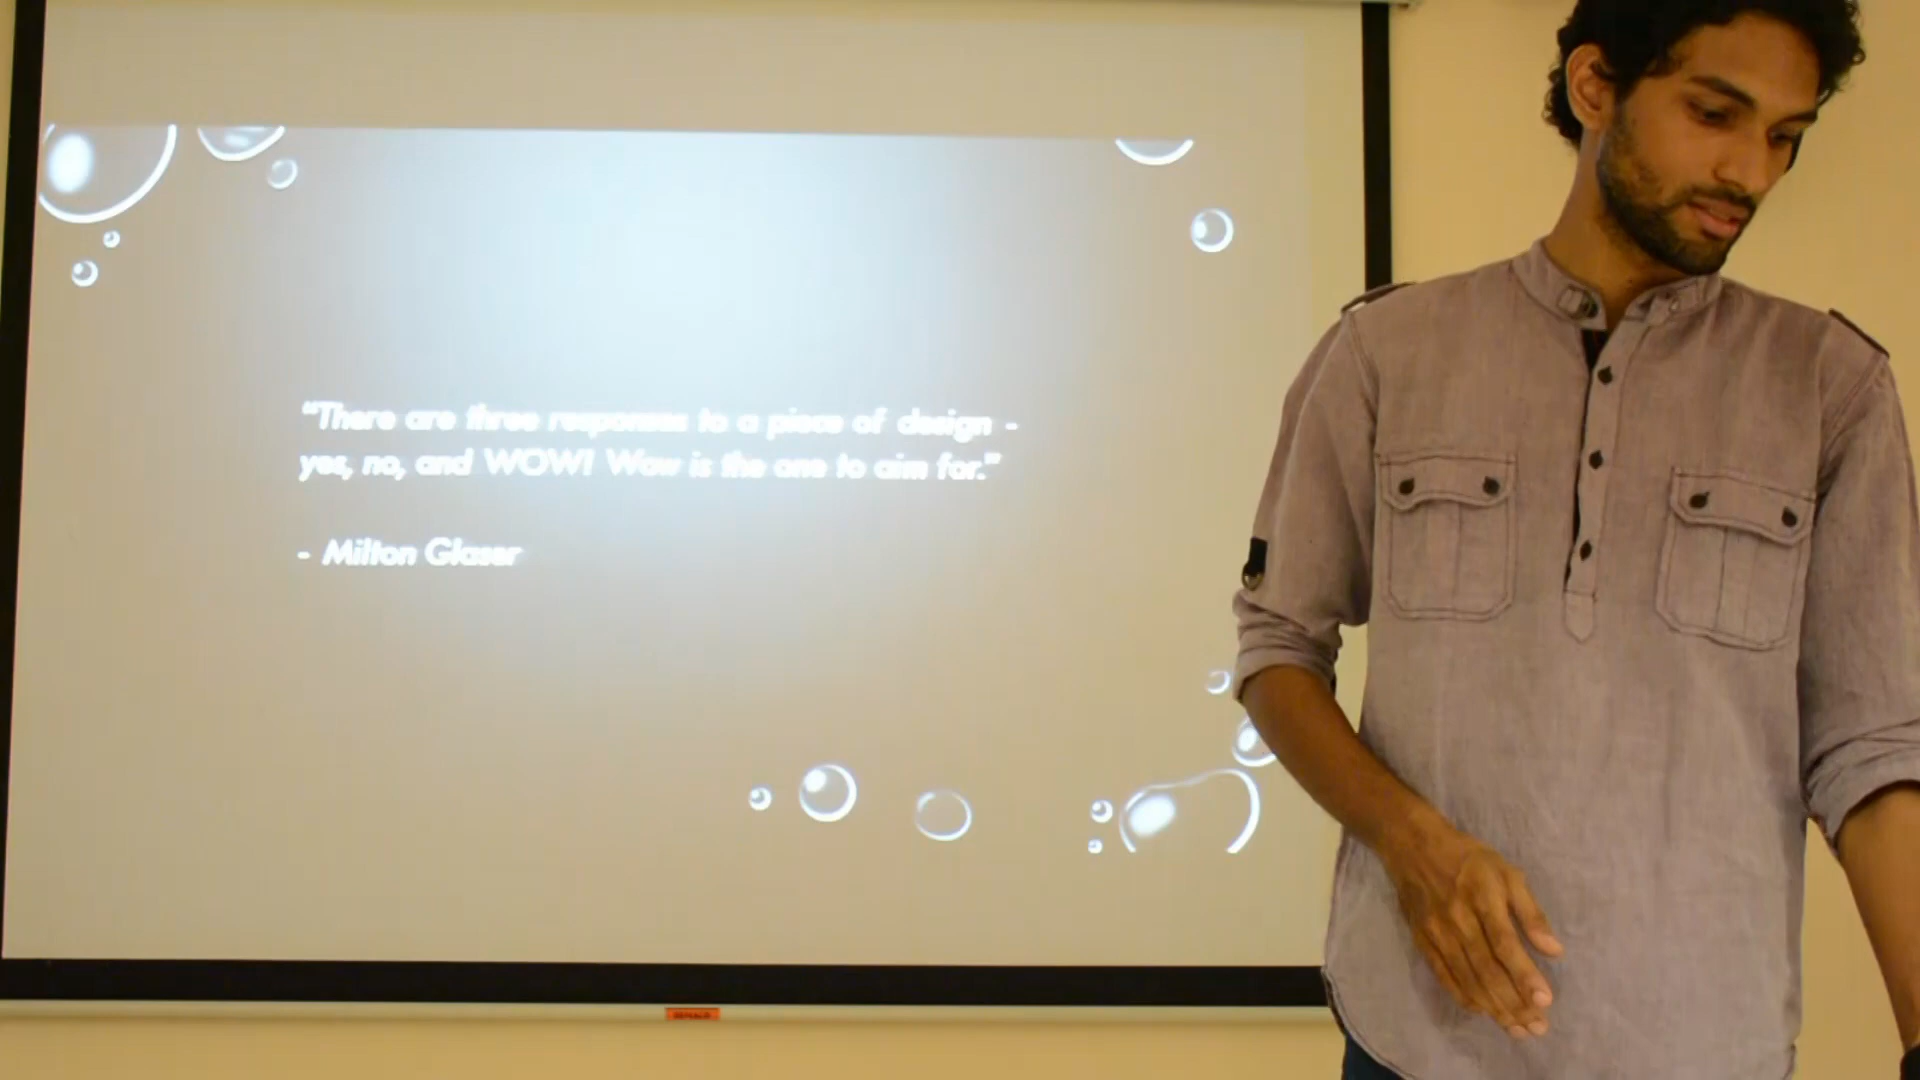 “There are three responses to a piece of design -
yes, no, and WOW! Wow is the one to aim for.”
- Milton Glaser